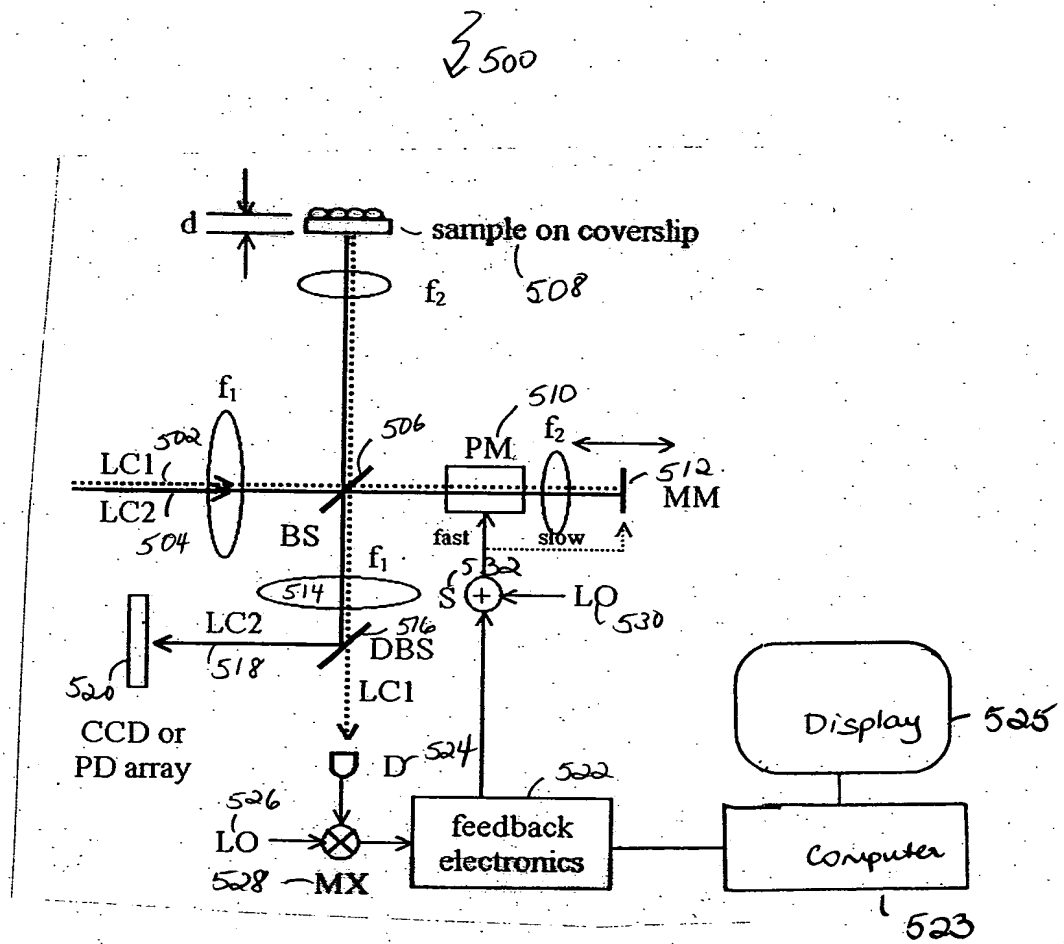 500
d
sample on coverslip
508
f2
f1
502
LC1
LC2
504
506
BS
510
PM
f2
512
MM
fast
slow
f1
514
532
S
+
LO
530
LC2
518
516
DBS
520
LC1
CCD or
PD array
D
524
526
LO
528
MX
522
feedback
electronics
Display
525
Computer
523